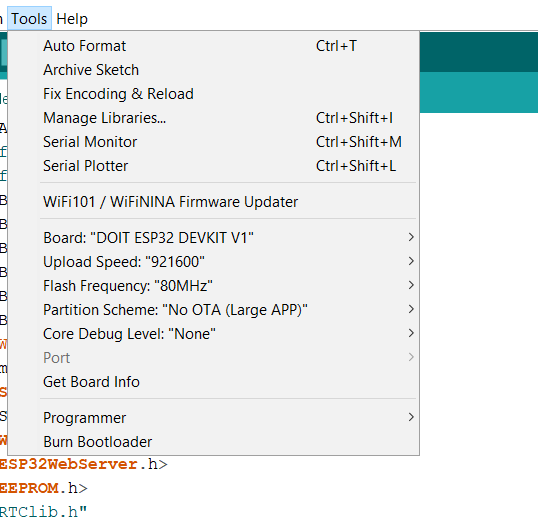 Tools Help
Auto Format Ctrl+T
Archive Sketch
Fix Encoding & Reload
Manage Libraries... Ctrl+Shift+I
Serial Monitor Ctrl+Shift+M
Serial Plotter Ctrl+Shift+L
WiFi101 / WiFiNINA Firmware Updater
Board: "DOIT ESP32 DEVKIT V1"
Upload Speed: "921600"
Flash Frequency: "80MHz"
Partition Scheme: "No OTA (Large APP)"
Core Debug Level: "None"
Port
Get Board Info
Programmer
Burn Bootloader
ESP32WebServer.h>
EEPROM.h>
RTClib.h"